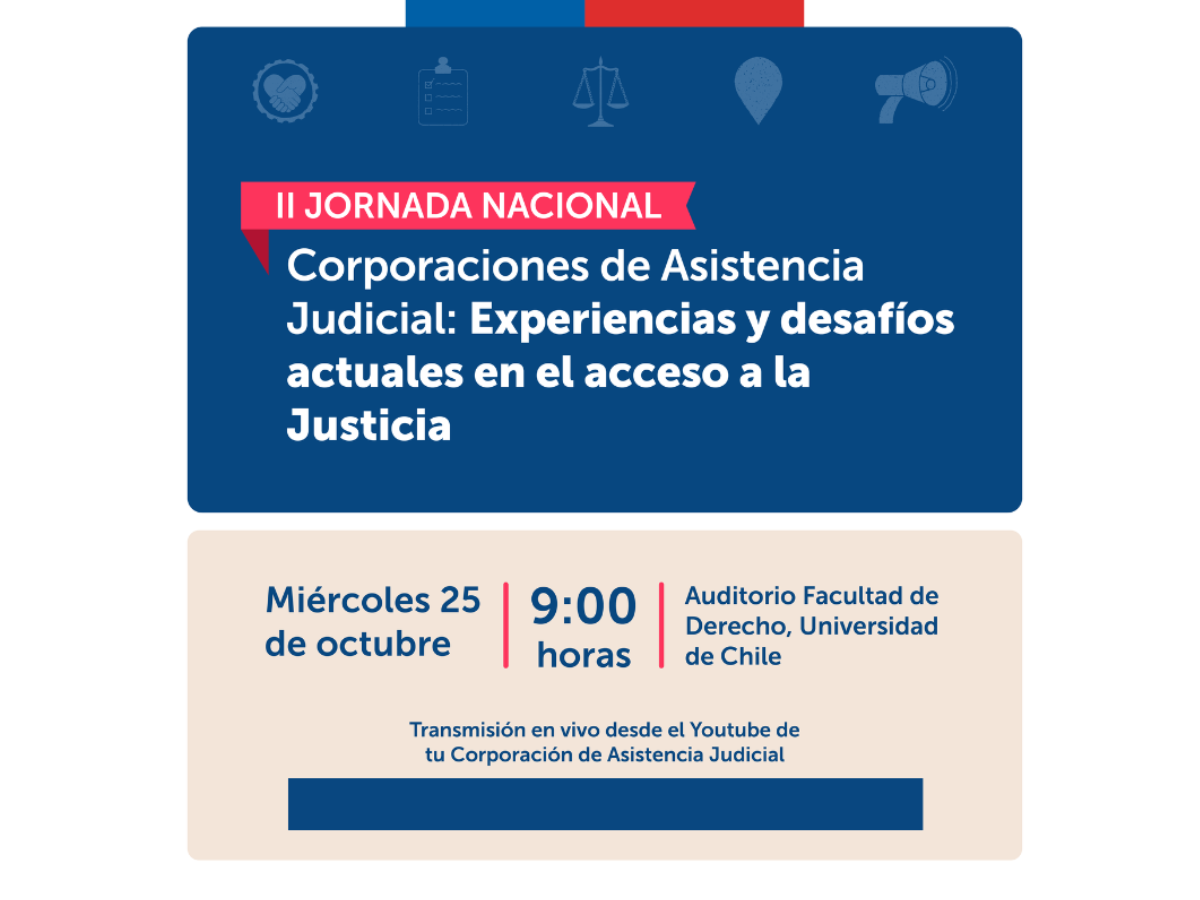 II JORNADA NACIONAL
Corporaciones de Asistencia
Judicial: Experiencias y desafíos
actuales en el acceso a la
Justicia
Miércoles 25
de octubre
9:00
horas
Auditorio Facultad de
Derecho, Universidad
de Chile
Transmisión en vivo desde el Youtube de
tu Corporación de Asistencia Judicial